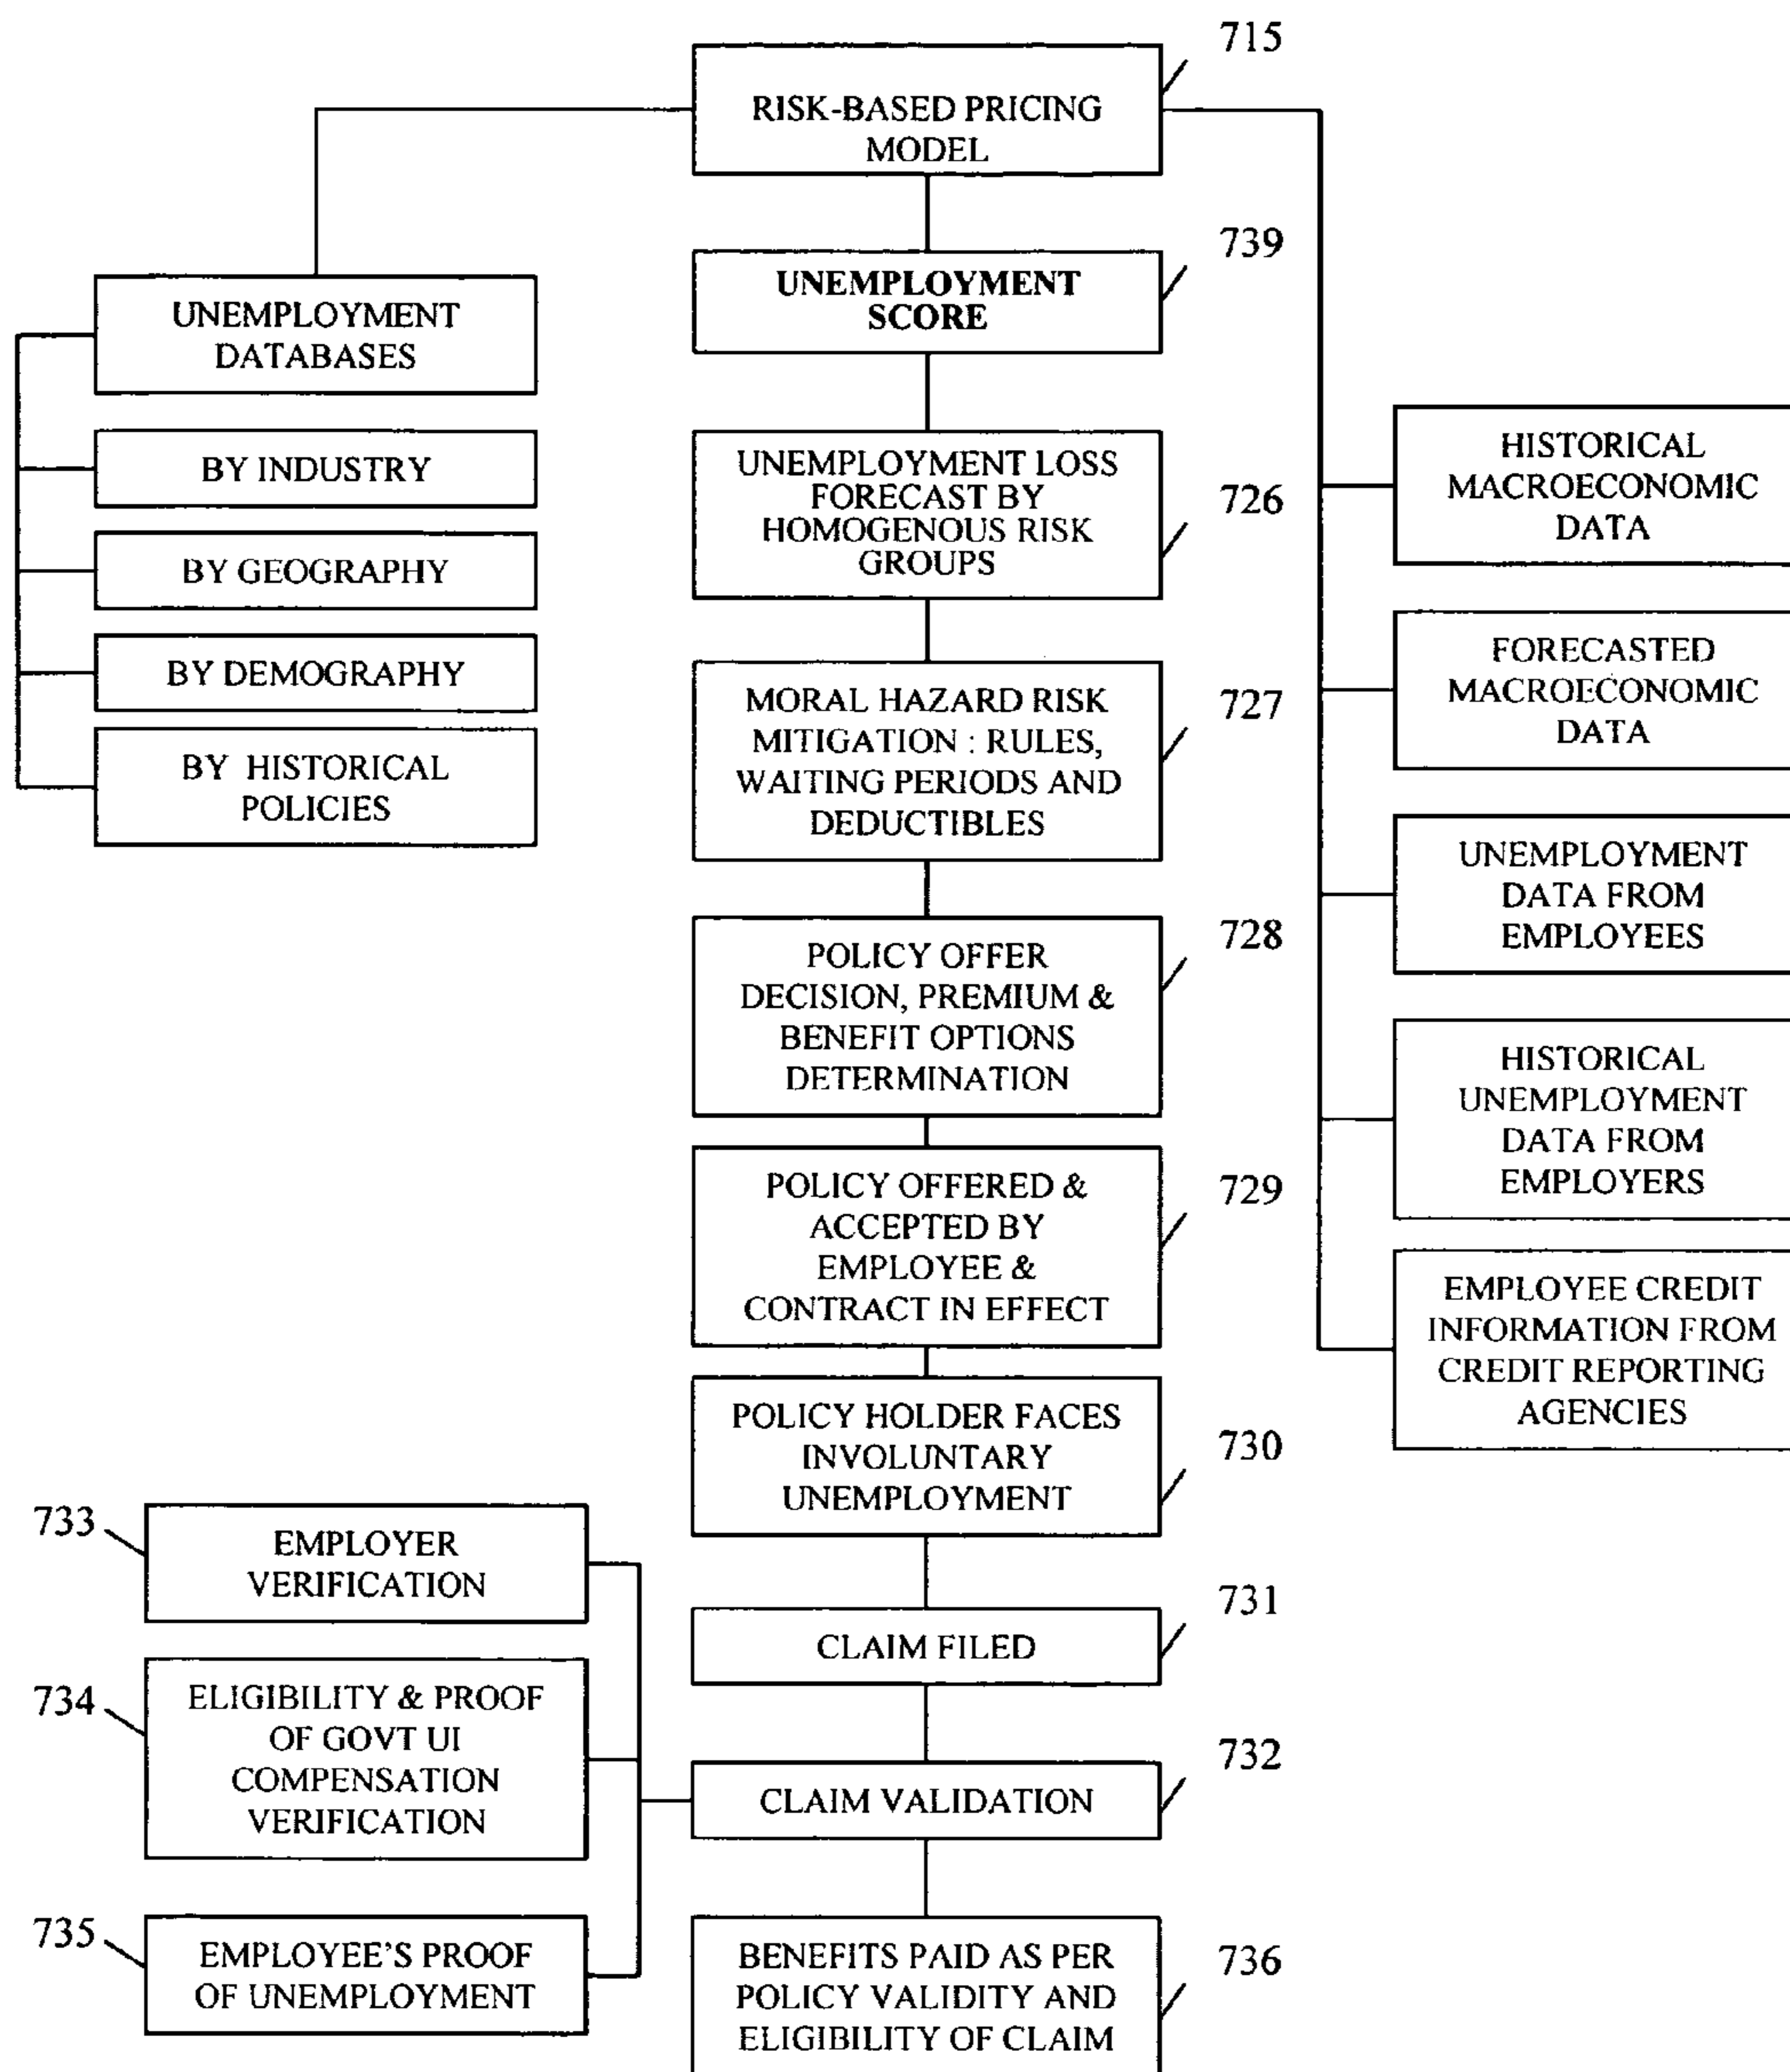 715
RISK-BASED PRICING
MODEL
739
UNEMPLOYMENT
SCORE
UNEMPLOYMENT
DATABASES
BY INDUSTRY
BY GEOGRAPHY
BY DEMOGRAPHY
BY HISTORICAL
POLICIES
UNEMPLOYMENT LOSS
FORECAST BY
HOMOGENOUS RISK
GROUPS
726
MORAL HAZARD RISK
MITIGATION : RULES,
WAITING PERIODS AND
DEDUCTIBLES
727
POLICY OFFER
DECISION, PREMIUM &
BENEFIT OPTIONS
DETERMINATION
728
POLICY OFFERED &
ACCEPTED BY
EMPLOYEE &
CONTRACT IN EFFECT
729
POLICY HOLDER FACES
INVOLUNTARY
UNEMPLOYMENT
730
CLAIM FILED
731
CLAIM VALIDATION
732
733
EMPLOYER
VERIFICATION
734
ELIGIBILITY & PROOF
OF GOVT UI
COMPENSATION
VERIFICATION
735
EMPLOYEE'S PROOF
OF UNEMPLOYMENT
BENEFITS PAID AS PER
POLICY VALIDITY AND
ELIGIBILITY OF CLAIM
736
HISTORICAL
MACROECONOMIC
DATA
FORECASTED
MACROECONOMIC
DATA
UNEMPLOYMENT
DATA FROM
EMPLOYEES
HISTORICAL
UNEMPLOYMENT
DATA FROM
EMPLOYERS
EMPLOYEE CREDIT
INFORMATION FROM
CREDIT REPORTING
AGENCIES